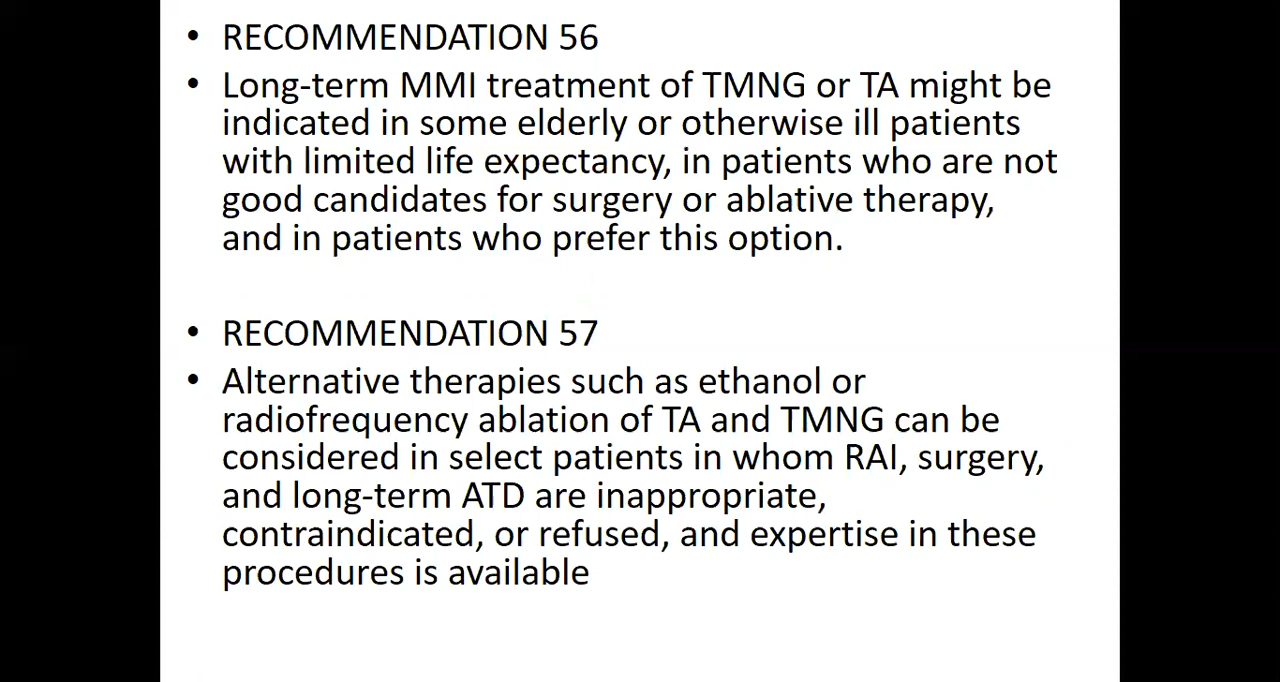 • RECOMMENDATION 56
• Long-term MMI treatment of TMNG or TA might be
indicated in some elderly or otherwise ill patients
with limited life expectancy, in patients who are not
good candidates for surgery or ablative therapy,
and in patients who prefer this option.
• RECOMMENDATION 57
• Alternative therapies such as ethanol or
radiofrequency ablation of TA and TMNG can be
considered in select patients in whom RAI, surgery,
and long-term ATD are inappropriate,
contraindicated, or refused, and expertise in these
procedures is available